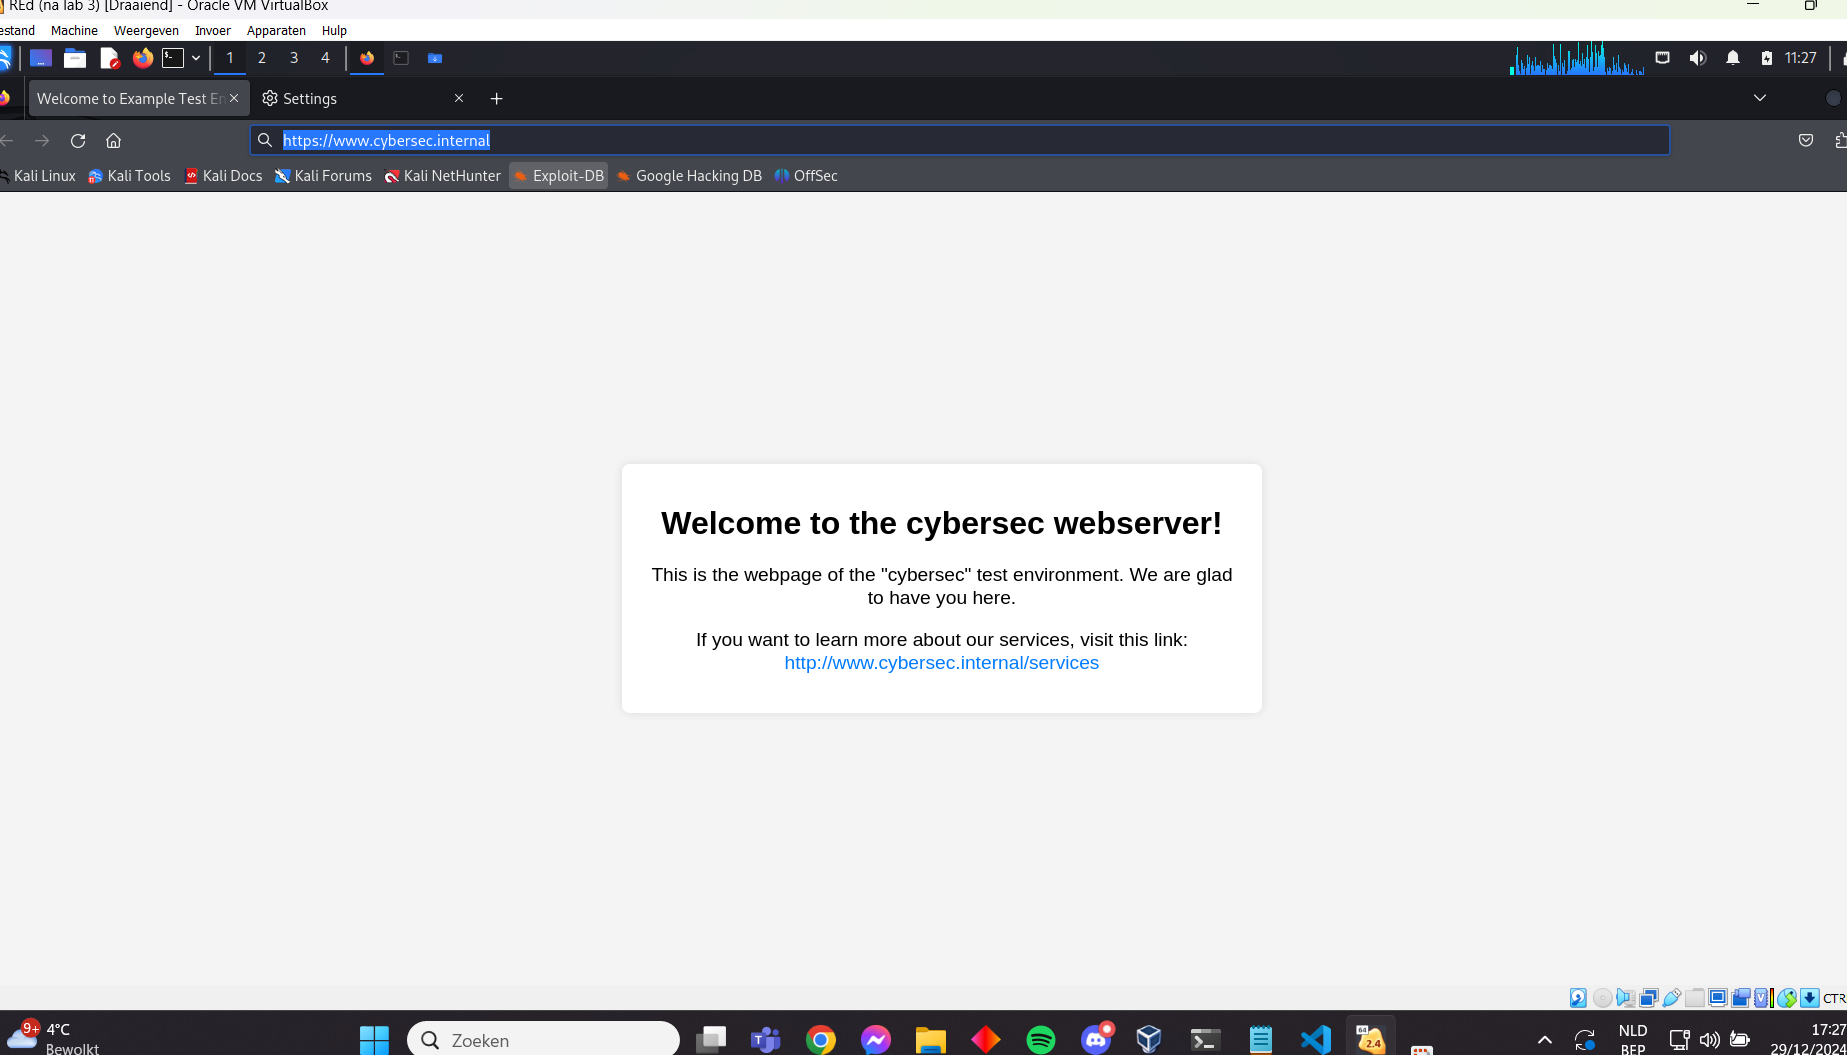 REd (na lab 3) [Draaiend] - Oracle VM VirtualBox
estand Machine Weergeven Invoer Apparaten Help
1 2 3 4 11:27
Welcome to Example Test En Settings
https://www.cybersec.internal
Kali Linux Kali Tools Kali Docs Kali Forums Kali NetHunter Exploit-DB Google Hacking DB OffSec
Welcome to the cybersec webserver!
This is the webpage of the "cybersec" test environment. We are glad
to have you here.
If you want to learn more about our services, visit this link:
http://www.cybersec.internal/services
CTR
9+ 4°C
Bewolkt
Zoeken
64
2.4
NLD
BEP
17:27
29/12/2024